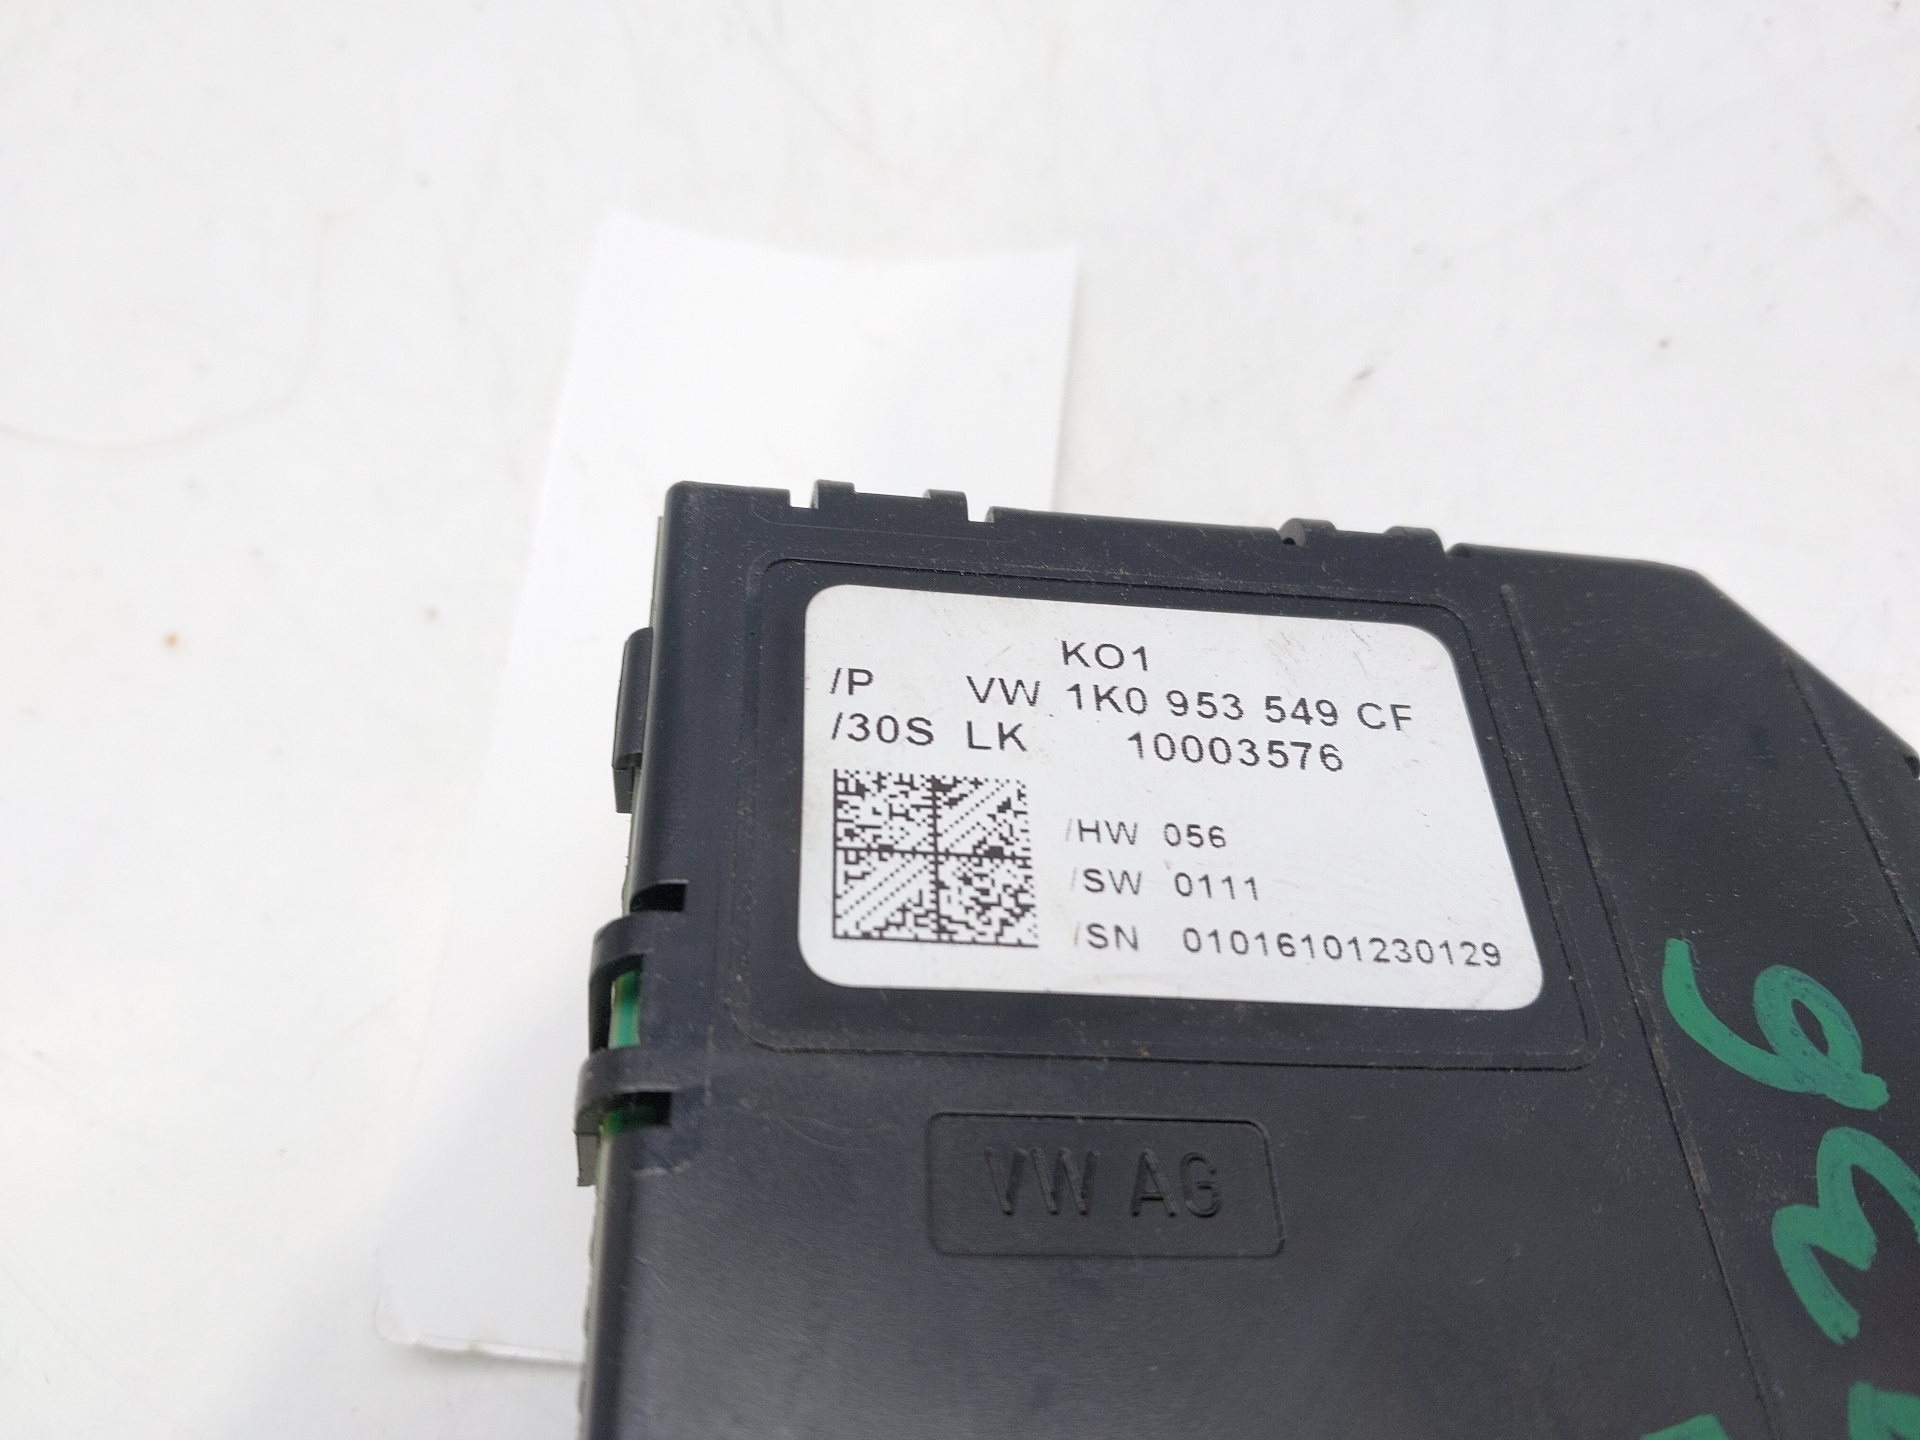 KO1
/P VW 1K0 953 549 CF
/30S LK 10003576
/HW 056
/SW 0111
/SN 01016101230129
VW AG